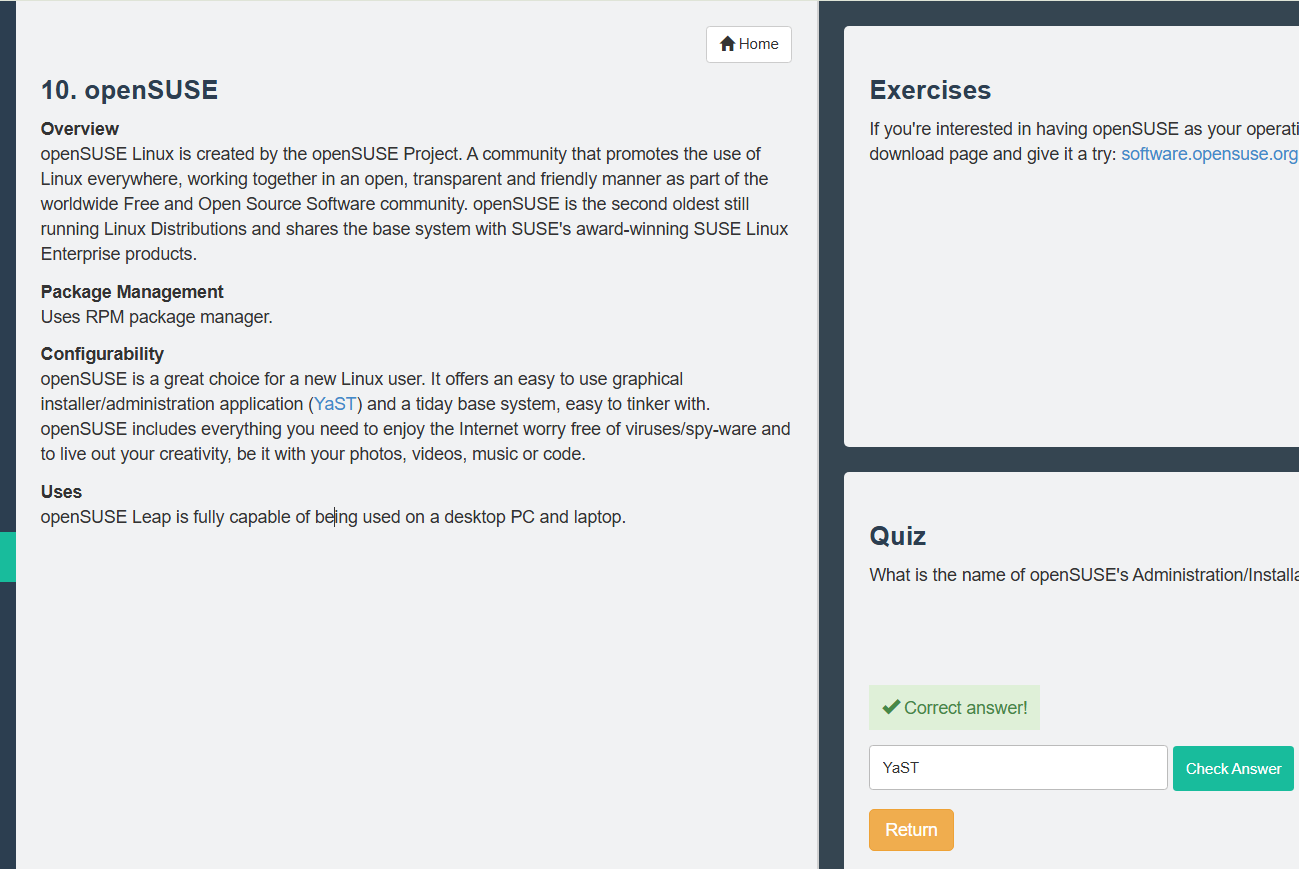 Home
10. openSUSE
Overview
openSUSE Linux is created by the openSUSE Project. A community that promotes the use of
Linux everywhere, working together in an open, transparent and friendly manner as part of the
worldwide Free and Open Source Software community. openSUSE is the second oldest still
running Linux Distributions and shares the base system with SUSE's award-winning SUSE Linux
Enterprise products.
Package Management
Uses RPM package manager.
Configurability
openSUSE is a great choice for a new Linux user. It offers an easy to use graphical
installer/administration application (YaST) and a tiday base system, easy to tinker with.
openSUSE includes everything you need to enjoy the Internet worry free of viruses/spy-ware and
to live out your creativity, be it with your photos, videos, music or code.
Uses
openSUSE Leap is fully capable of being used on a desktop PC and laptop.
Exercises
If you're interested in having openSUSE as your operati
download page and give it a try: software.opensuse.org
Quiz
What is the name of openSUSE's Administration/Installa
Correct answer!
YaST
Check Answer
Return